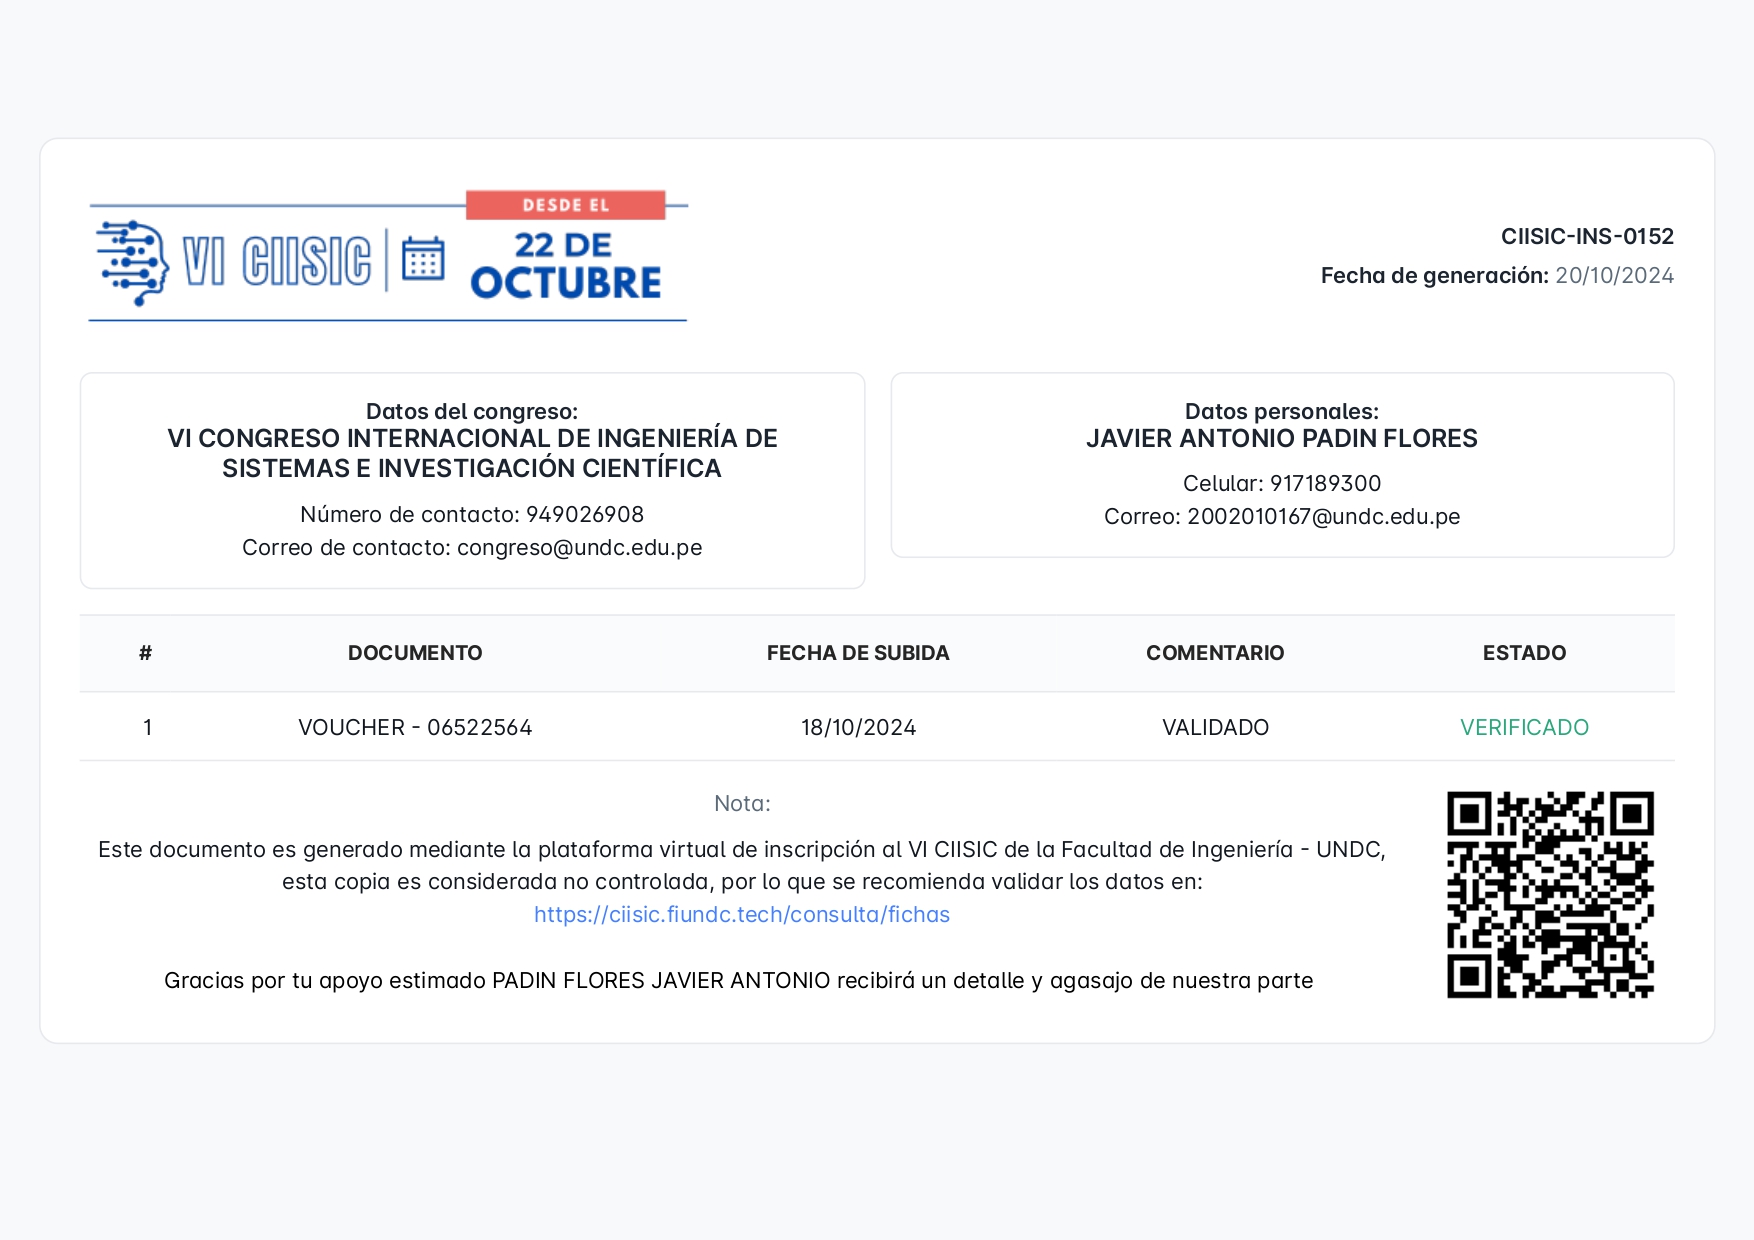 DESDE EL
VI CIISIC
22 DE
OCTUBRE
CIISIC-INS-0152
Fecha de generación: 20/10/2024
Datos del congreso:
VI CONGRESO INTERNACIONAL DE INGENIERÍA DE
SISTEMAS E INVESTIGACIÓN CIENTÍFICA
Número de contacto: 949026908
Correo de contacto: congreso@undc.edu.pe
Datos personales:
JAVIER ANTONIO PADIN FLORES
Celular: 917189300
Correo: 2002010167@undc.edu.pe
# DOCUMENTO FECHA DE SUBIDA COMENTARIO ESTADO
1 VOUCHER - 06522564 18/10/2024 VALIDADO VERIFICADO
Nota:
Este documento es generado mediante la plataforma virtual de inscripción al VI CIISIC de la Facultad de Ingeniería - UNDC,
esta copia es considerada no controlada, por lo que se recomienda validar los datos en:
https://ciisic.fiundc.tech/consulta/fichas
Gracias por tu apoyo estimado PADIN FLORES JAVIER ANTONIO recibirá un detalle y agasajo de nuestra parte